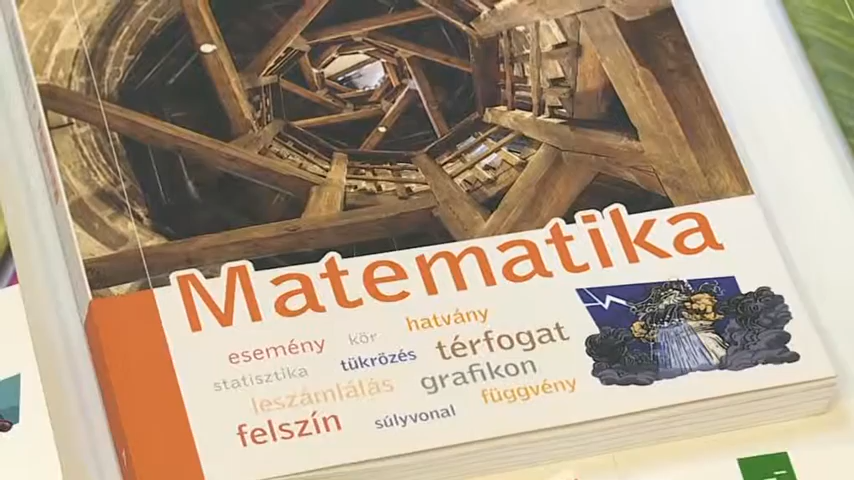 Matematika
esemény kör hatvány
statisztika tükrözés térfogat
leszámlálás grafikon
felszín súlyvonal függvény